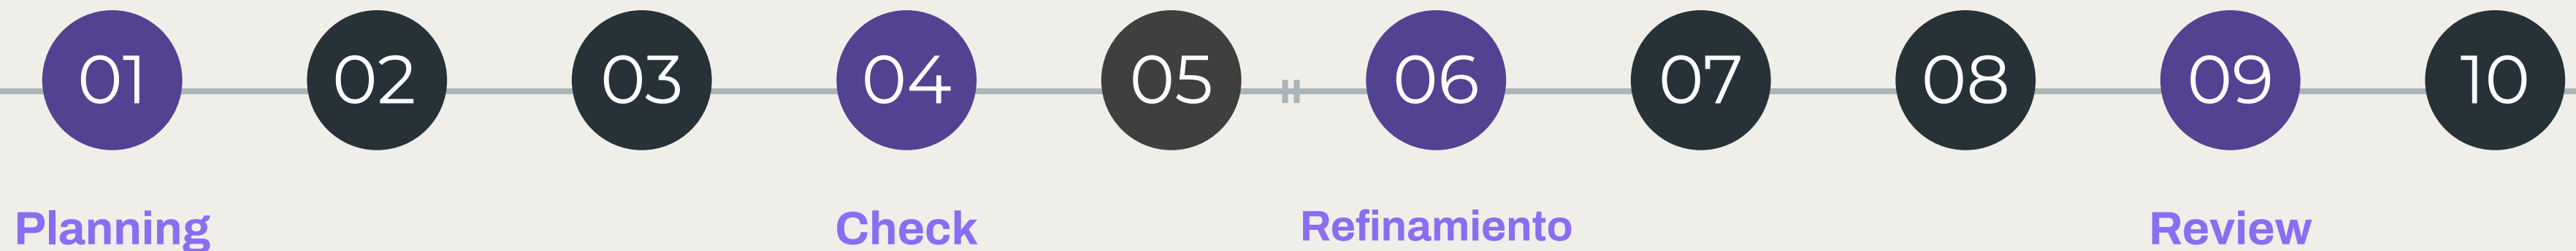 01 02 03 04 05 06 07 08 09 10
Planning Check Refinamiento Review